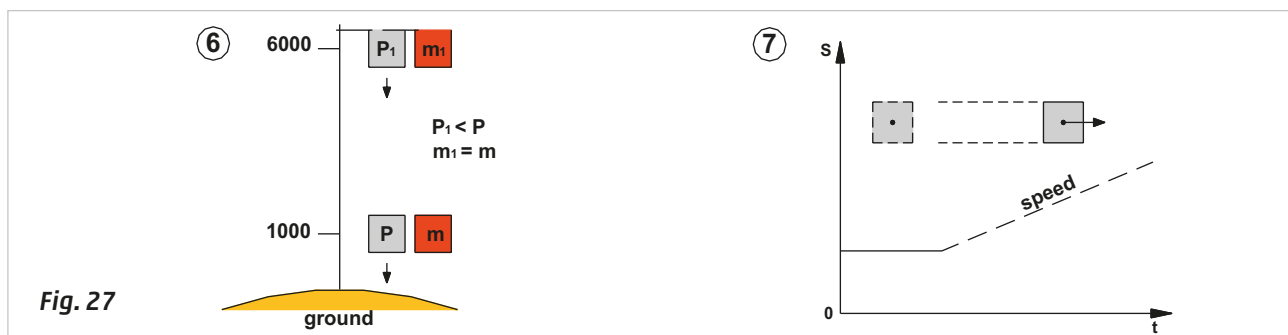 6
6000
P₁ m₁
P₁ < P
m₁ = m
1000
P m
ground
Fig. 27
7
S
speed
0
t